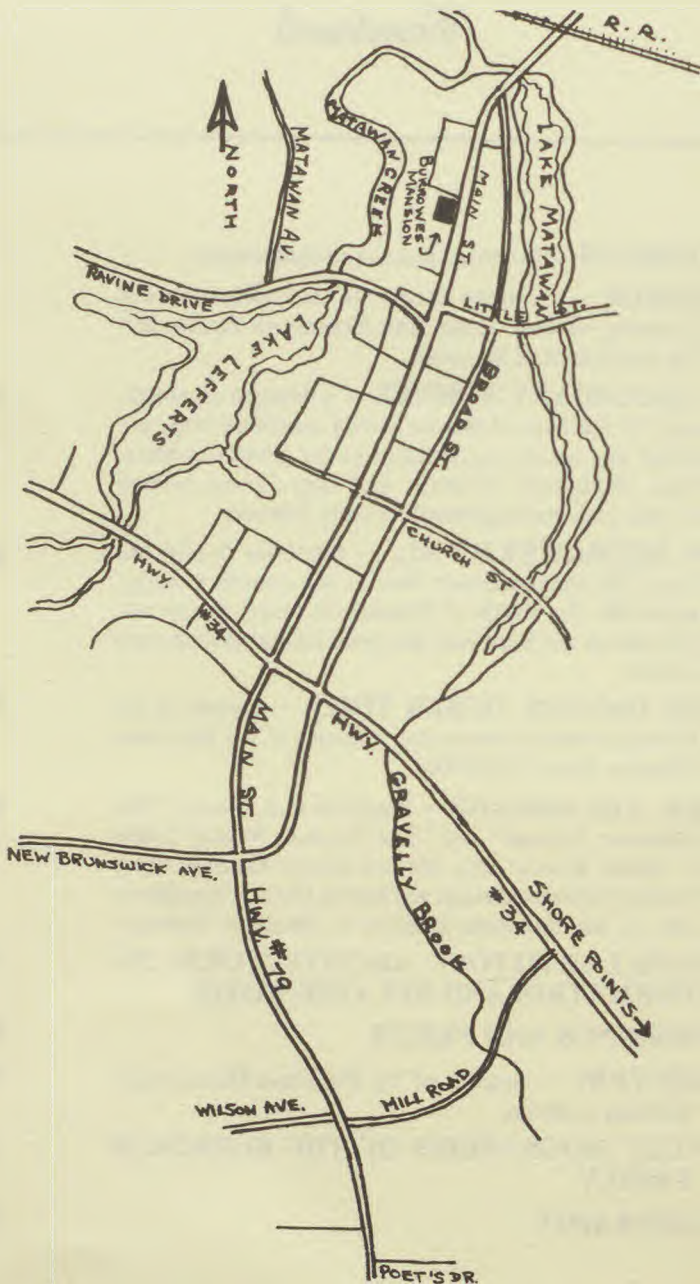 R. R.
NORTH
MATAWAN AV.
MATAWAN CREEK
BURROWES
MANSION
MAIN ST.
LAKE MATAWAN
RAVINE DRIVE
LITTLE ST.
LAKE LEFFERTS
BROAD ST.
CHURCH ST
HWY. #34
MAIN ST.
HWY. #34
GRAVELLY BROOK
NEW BRUNSWICK AVE.
HWY. #79
SHORE POINTS
WILSON AVE.
MILL ROAD
POET'S DR.